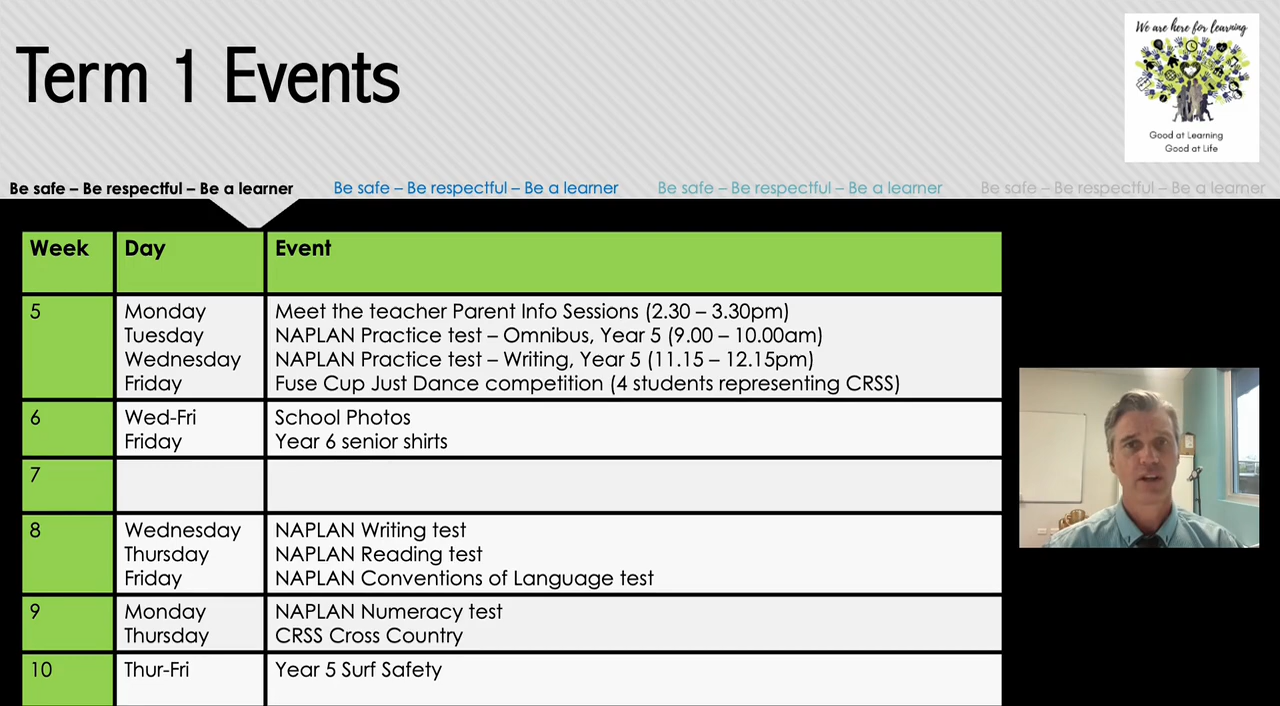 Term 1 Events
We are here for learning
Good at Learning
Good at Life
Be safe – Be respectful – Be a learner Be safe – Be respectful – Be a learner Be safe – Be respectful – Be a learner Be safe – Be respectful – Be a learner
Week Day Event
5 Monday Meet the teacher Parent Info Sessions (2.30 – 3.30pm)
Tuesday NAPLAN Practice test – Omnibus, Year 5 (9.00 – 10.00am)
Wednesday NAPLAN Practice test – Writing, Year 5 (11.15 – 12.15pm)
Friday Fuse Cup Just Dance competition (4 students representing CRSS)
6 Wed-Fri School Photos
Friday Year 6 senior shirts
7
8 Wednesday NAPLAN Writing test
Thursday NAPLAN Reading test
Friday NAPLAN Conventions of Language test
9 Monday NAPLAN Numeracy test
Thursday CRSS Cross Country
10 Thur-Fri Year 5 Surf Safety